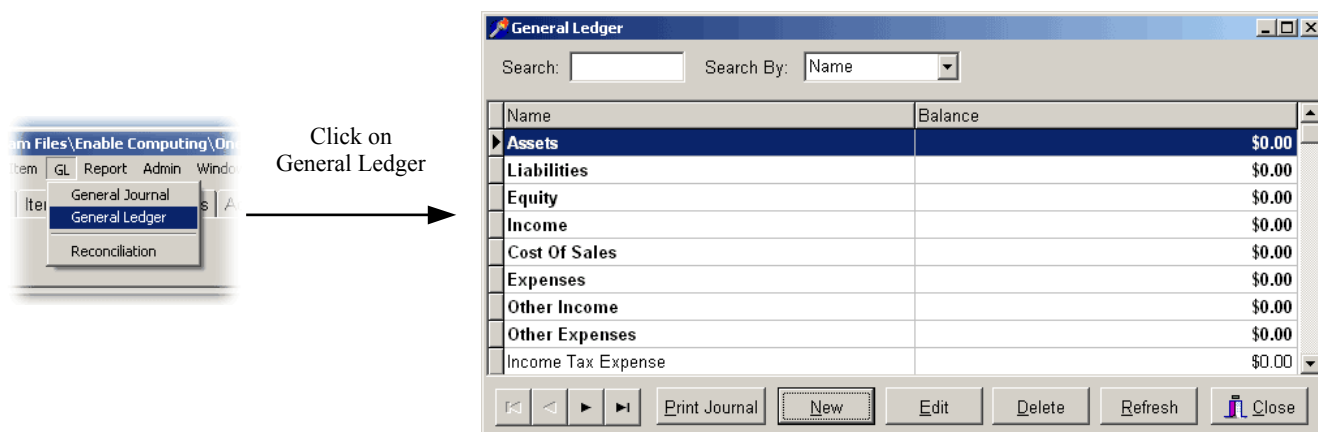 am Files\Enable Computing\On
tem GL Report Admin Windo
Ite s A
General Journal
General Ledger
Reconciliation
Click on
General Ledger
General Ledger
Search: Search By: Name
Name Balance
Assets $0.00
Liabilities $0.00
Equity $0.00
Income $0.00
Cost Of Sales $0.00
Expenses $0.00
Other Income $0.00
Other Expenses $0.00
Income Tax Expense $0.00
Print Journal New Edit Delete Refresh Close